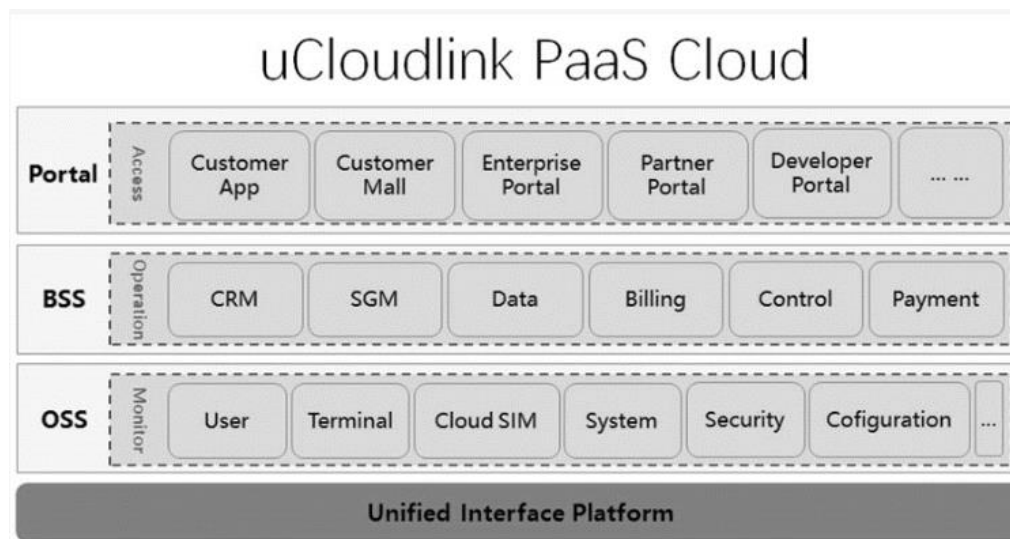 uCloudlink PaaS Cloud
Portal
Access
Customer
App
Customer
Mall
Enterprise
Portal
Partner
Portal
Developer
Portal
... ...
BSS
Operation
CRM
SGM
Data
Billing
Control
Payment
OSS
Monitor
User
Terminal
Cloud SIM
System
Security
Cofiguration
...
Unified Interface Platform